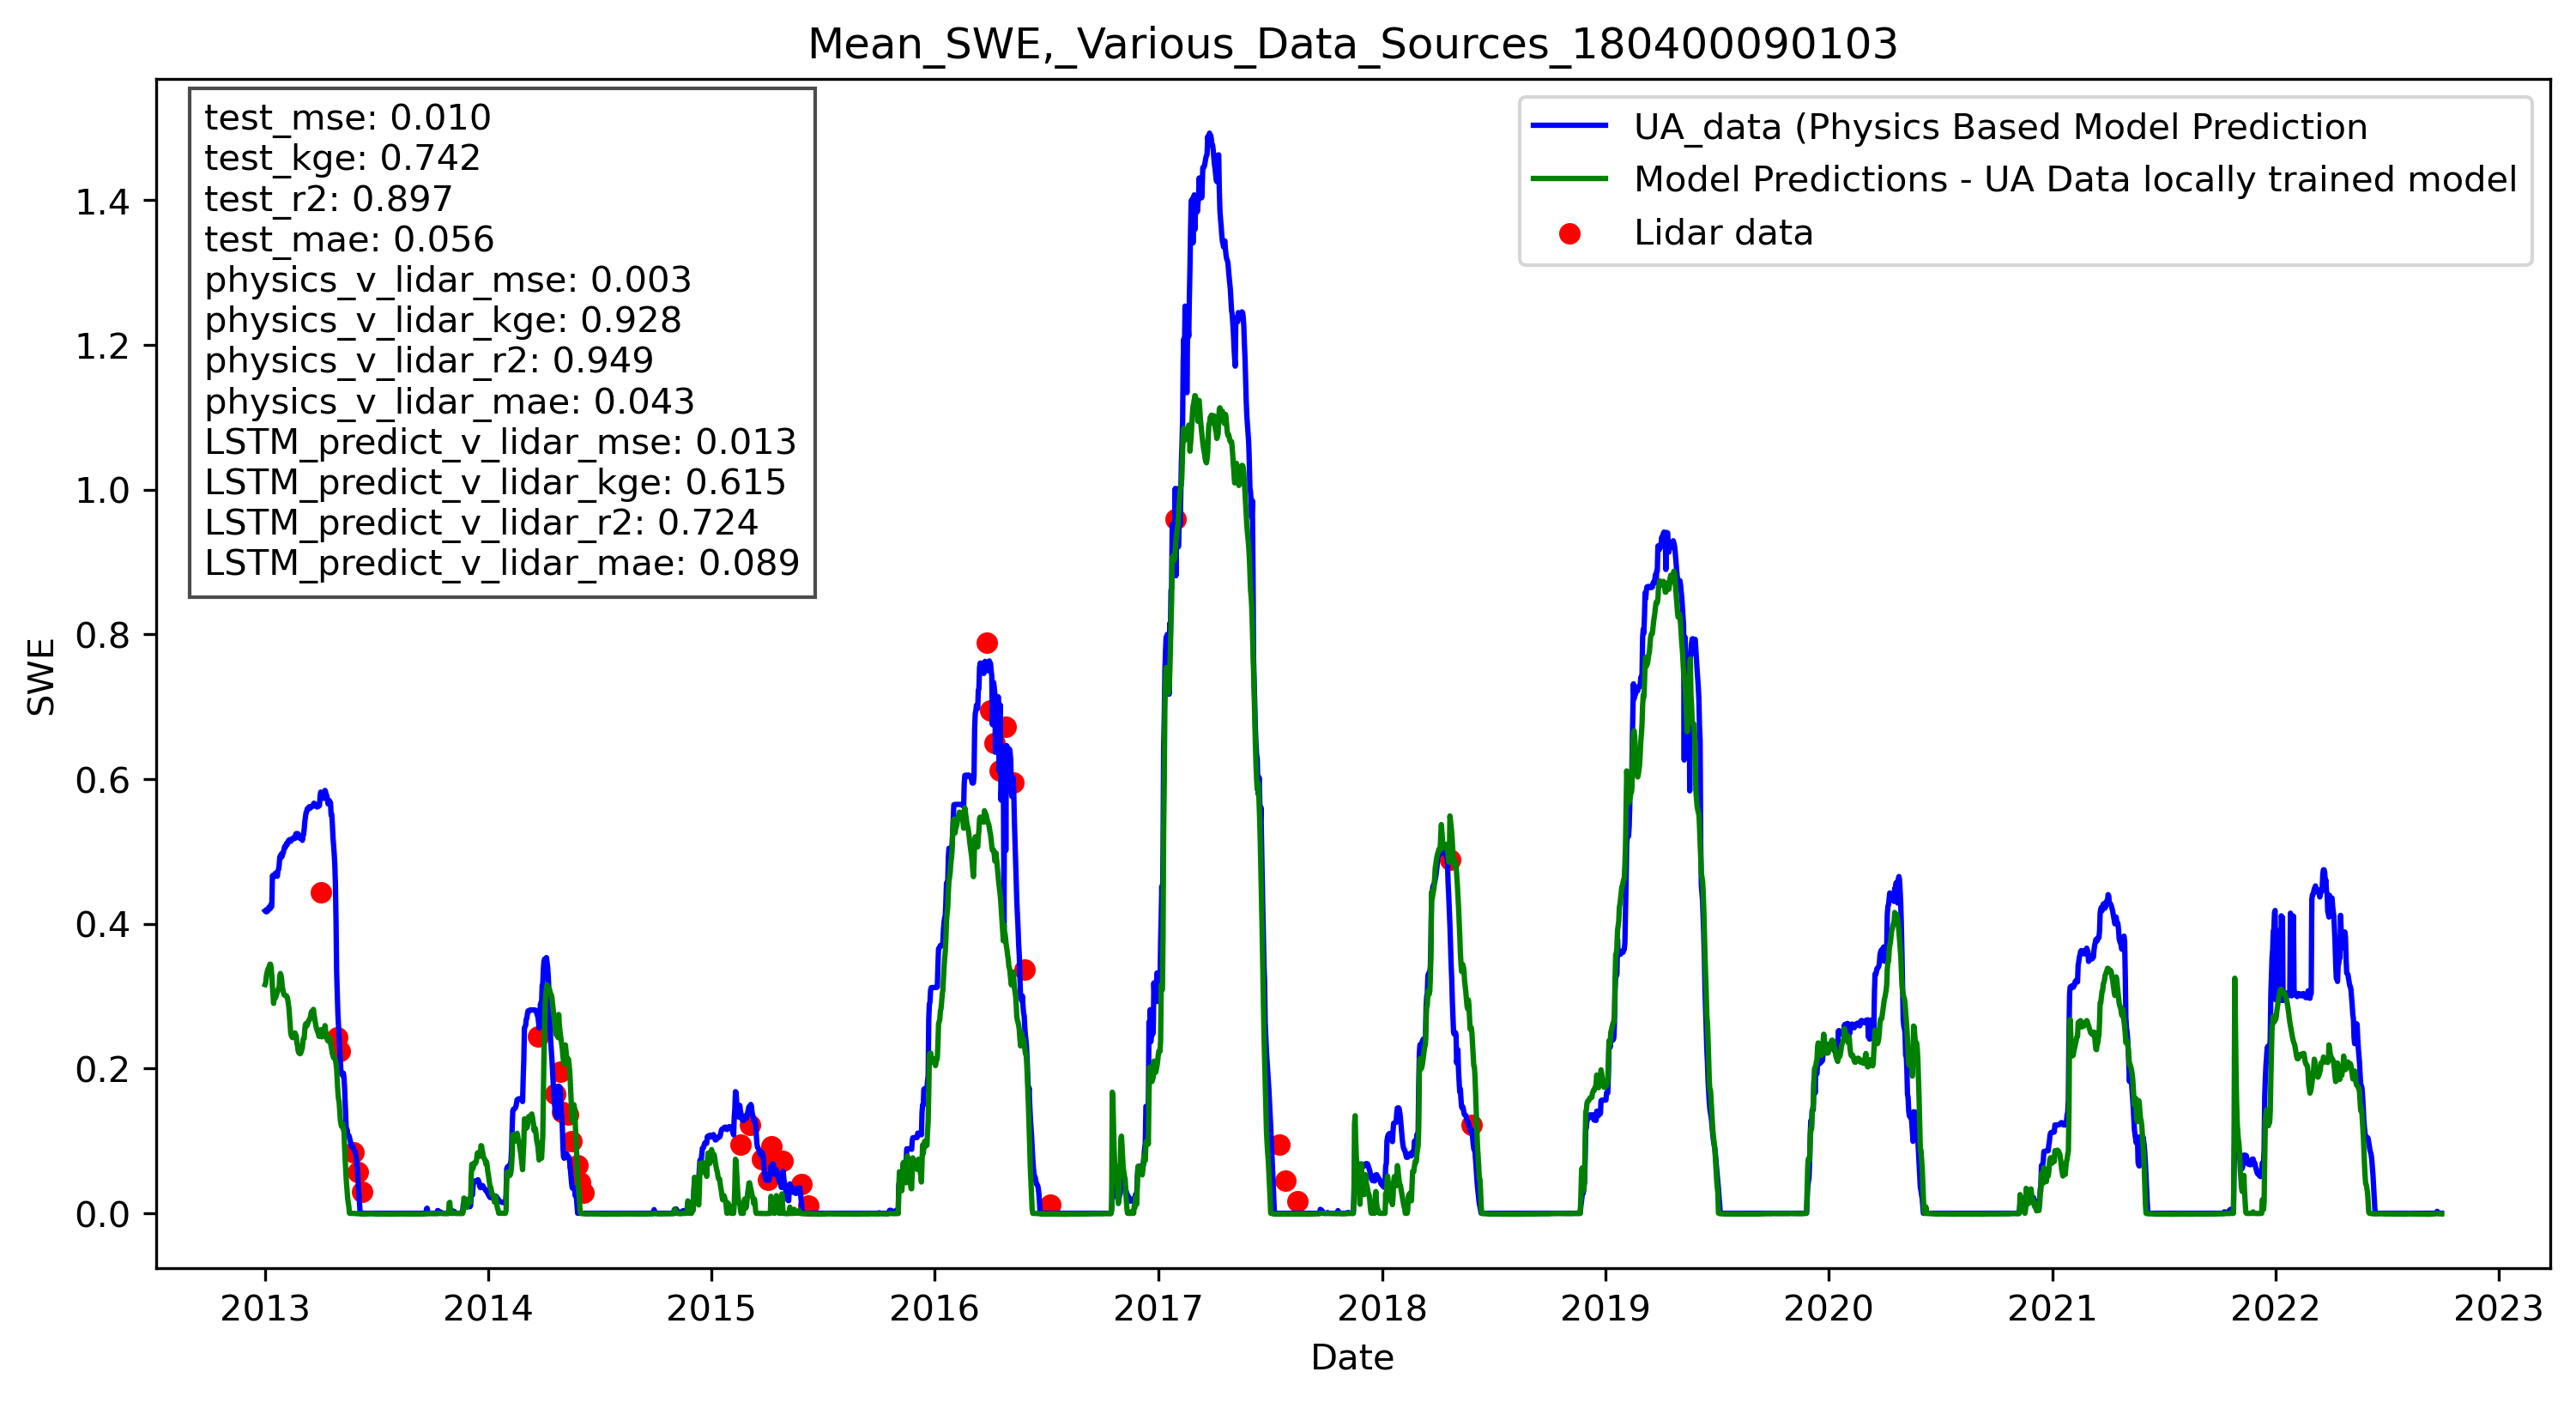 Mean_SWE,_Various_Data_Sources_180400090103
test_mse: 0.010
test_kge: 0.742
test_r2: 0.897
test_mae: 0.056
physics_v_lidar_mse: 0.003
physics_v_lidar_kge: 0.928
physics_v_lidar_r2: 0.949
physics_v_lidar_mae: 0.043
LSTM_predict_v_lidar_mse: 0.013
LSTM_predict_v_lidar_kge: 0.615
LSTM_predict_v_lidar_r2: 0.724
LSTM_predict_v_lidar_mae: 0.089
UA_data (Physics Based Model Prediction
Model Predictions - UA Data locally trained model
Lidar data
SWE
1.4
1.2
1.0
0.8
0.6
0.4
0.2
0.0
2013 2014 2015 2016 2017 2018 2019 2020 2021 2022 2023
Date